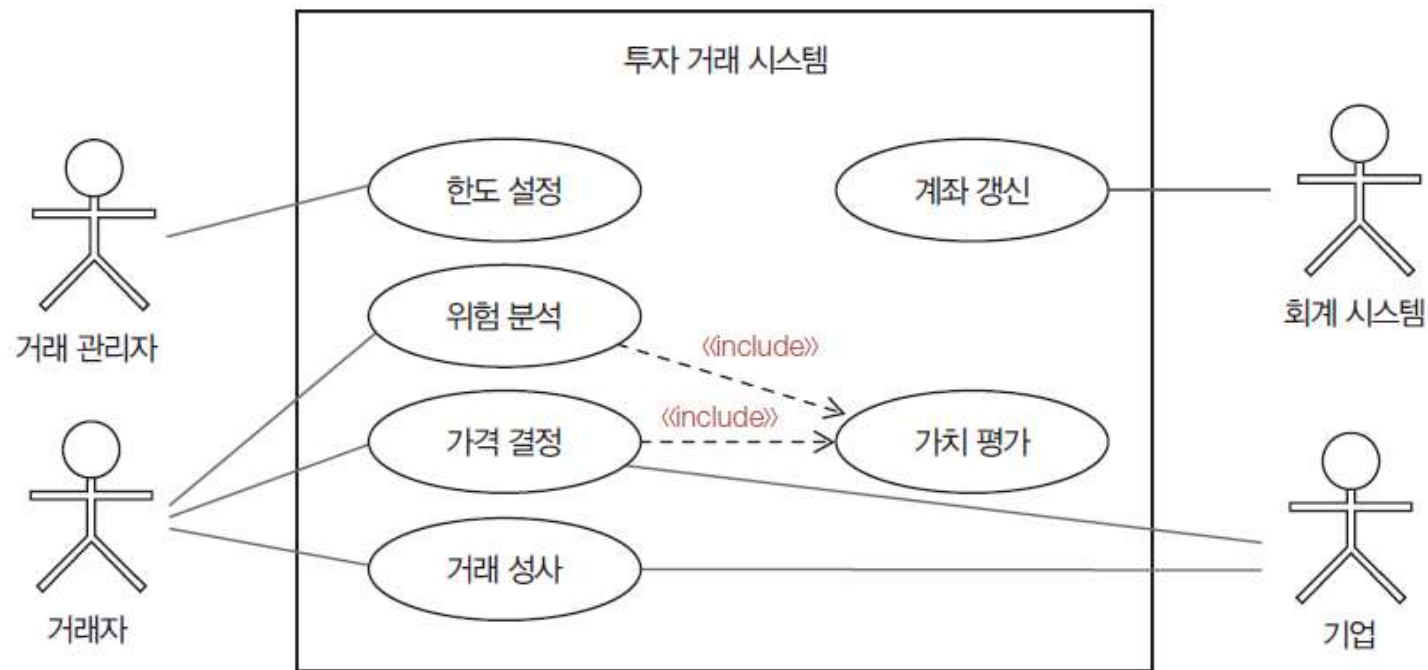 투자 거래 시스템
한도 설정
계좌 갱신
거래 관리자
회계 시스템
위험 분석
《include》
가격 결정
《include》
가치 평가
거래 성사
거래자
기업